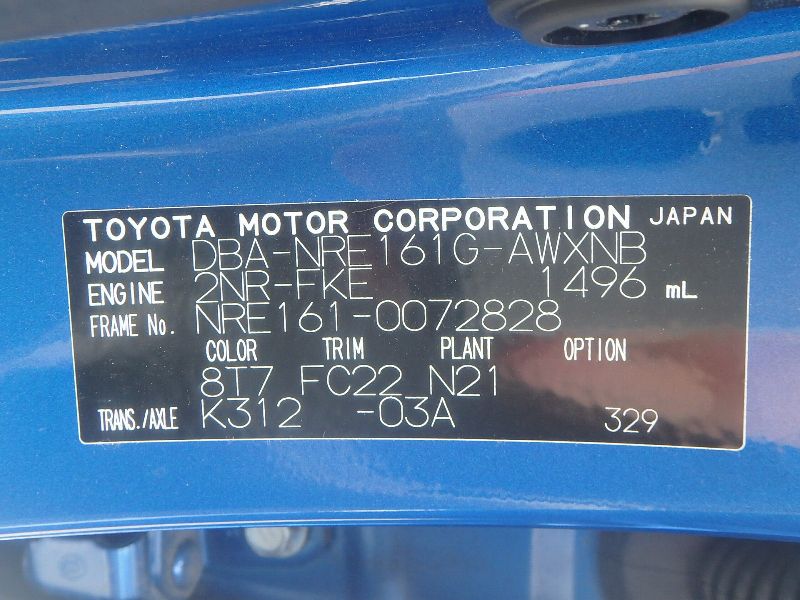 TOYOTA MOTOR CORPORATION JAPAN
MODEL DBA-NRE161G-AWXNB
ENGINE 2NR-FKE 1496 mL
FRAME No. NRE161-0072828
COLOR TRIM PLANT OPTION
8T7 FC22 N21
TRANS./AXLE K312 -03A 329